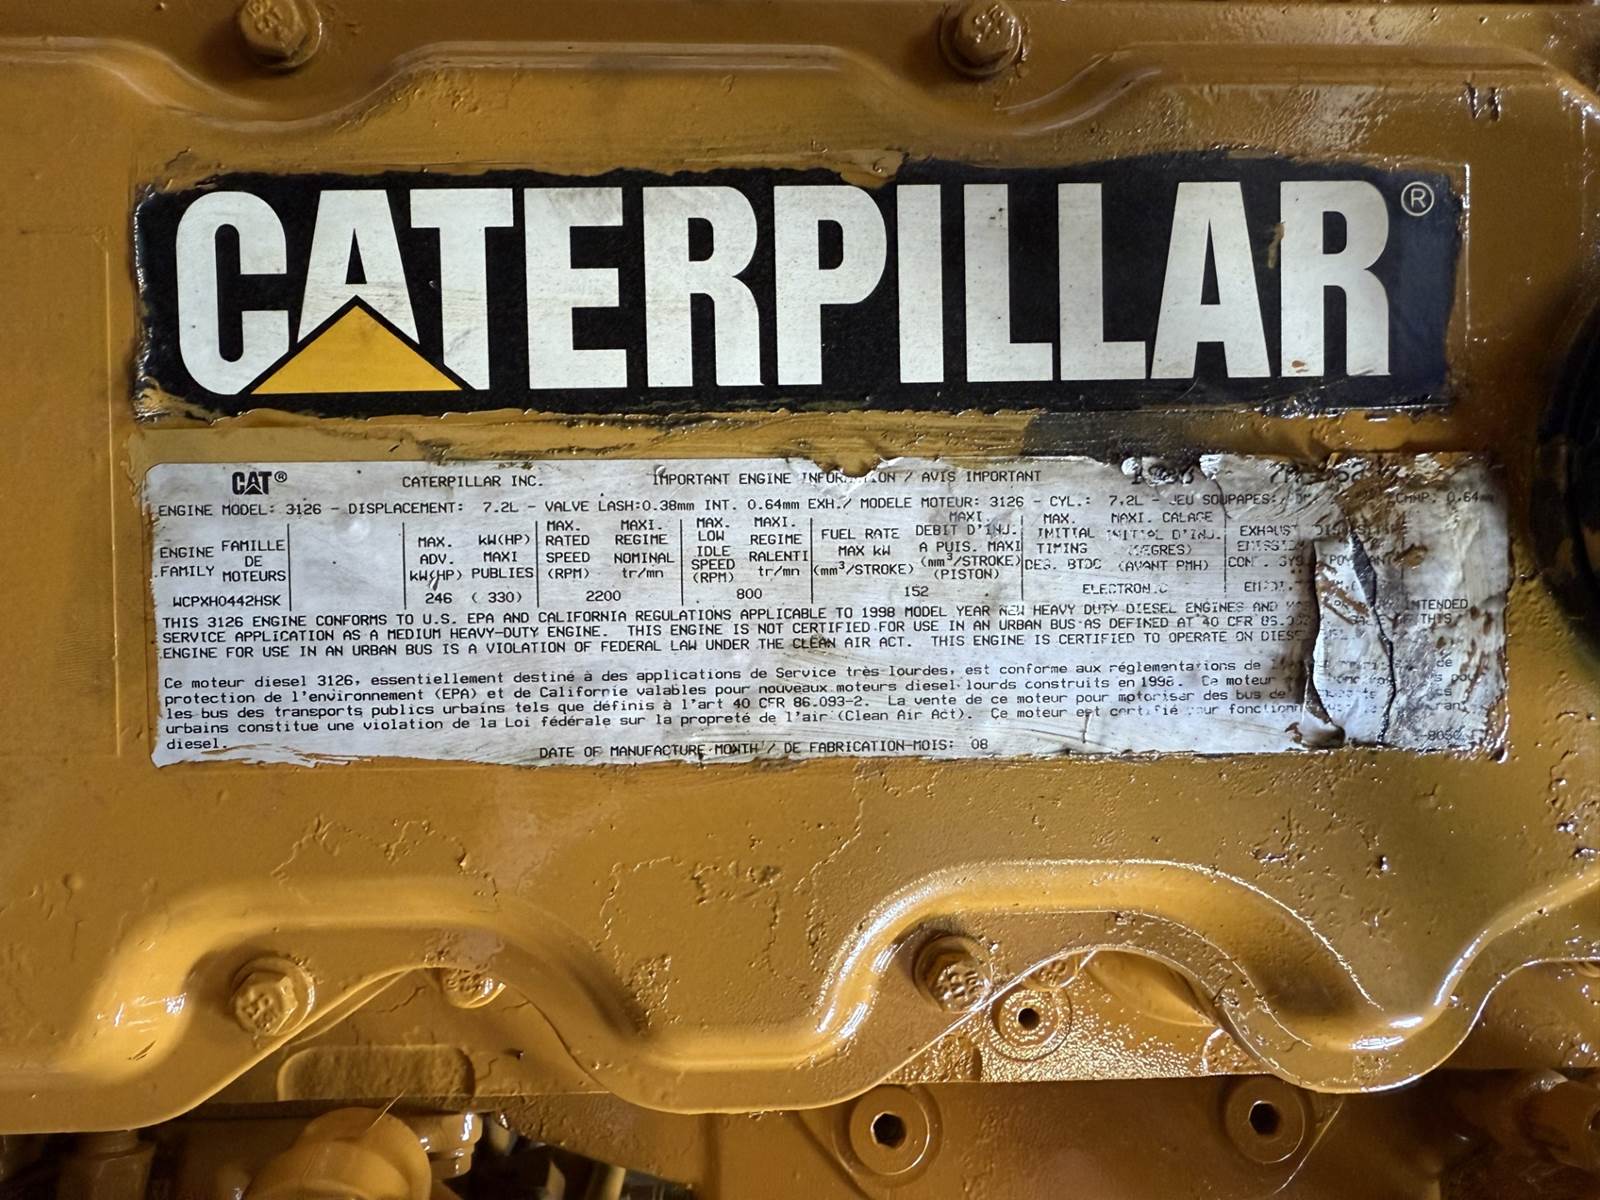 CATERPILLAR®
CAT® CATERPILLAR INC. IMPORTANT ENGINE / AVIS IMPORTANT
ENGINE MODEL: 3126 - DISPLACEMENT: 7.2L - VALVE LASH:0.38mm INT. 0.64mm EXH./ MODELE MOTEUR: 3126 - CYL.: 7.2L - JEU SOUPAPES: 0.64mm
ENGINE FAMILY FAMILLE DE MOTEURS
MAX. ADV. kW(HP) kW(HP) MAXI PUBLIES
MAX. RATED SPEED (RPM) MAXI. REGIME NOMINAL tr/mn
MAX. LOW IDLE SPEED (RPM) MAXI. REGIME RALENTI tr/mn
FUEL RATE MAX kW (mm³/STROKE) DEBIT D'INJ. MAXI A PUIS. MAXI (mm³/STROKE) (PISTON)
MAX. INITIAL TIMING DEG. BTDC MAXI. CALAGE INITIAL D'INJ. (DEGRES) (AVANT PMH)
EXHAUST
WCPXH0442HSK 246 ( 330) 2200 800 152
THIS 3126 ENGINE CONFORMS TO U.S. EPA AND CALIFORNIA REGULATIONS APPLICABLE TO 1998 MODEL YEAR NEW HEAVY DUTY DIESEL ENGINES AND INTENDED
SERVICE APPLICATION AS A MEDIUM HEAVY-DUTY ENGINE. THIS ENGINE IS NOT CERTIFIED FOR USE IN AN URBAN BUS AS DEFINED AT 40 CFR THIS
ENGINE FOR USE IN AN URBAN BUS IS A VIOLATION OF FEDERAL LAW UNDER THE CLEAN AIR ACT. THIS ENGINE IS CERTIFIED TO OPERATE ON
Ce moteur diesel 3126, essentiellement destiné à des applications de Service très lourdes, est conforme aux réglementations de
protection de l'environnement (EPA) et de Californie valables pour nouveaux moteurs diesel lourds construits en 1998. Ce moteur
les bus des transports publics urbains tels que définis à l'art 40 CFR 86.093-2. La vente de ce moteur pour motoriser des bus de
urbains constitue une violation de la Loi fédérale sur la propreté de l'air (Clean Air Act). Ce moteur est certifié pour
diesel.
DATE OF MANUFACTURE-MONTH / DE FABRICATION-MOIS: 08